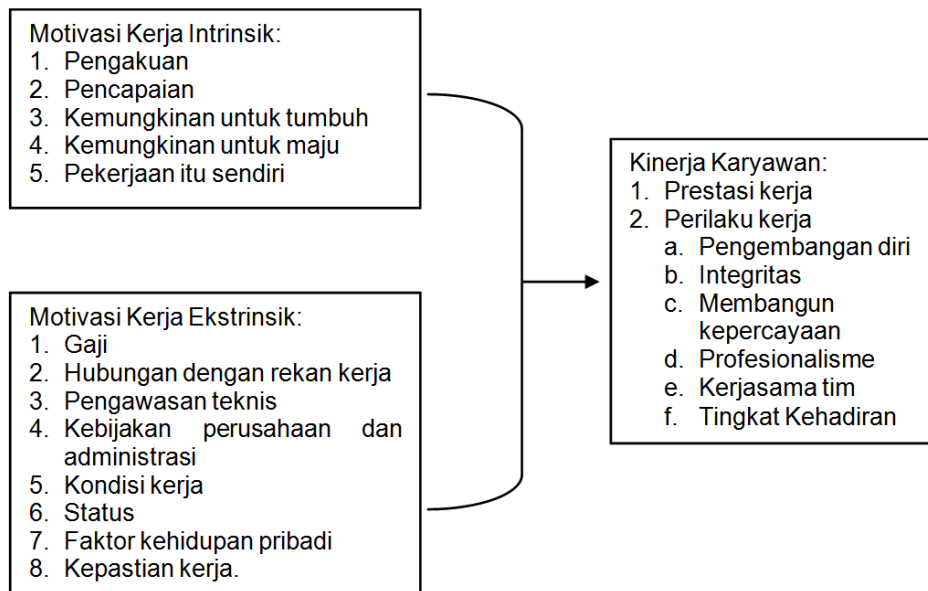 Motivasi Kerja Intrinsik:
1. Pengakuan
2. Pencapaian
3. Kemungkinan untuk tumbuh
4. Kemungkinan untuk maju
5. Pekerjaan itu sendiri
Motivasi Kerja Ekstrinsik:
1. Gaji
2. Hubungan dengan rekan kerja
3. Pengawasan teknis
4. Kebijakan perusahaan dan
administrasi
5. Kondisi kerja
6. Status
7. Faktor kehidupan pribadi
8. Kepastian kerja.
Kinerja Karyawan:
1. Prestasi kerja
2. Perilaku kerja
a. Pengembangan diri
b. Integritas
c. Membangun
kepercayaan
d. Profesionalisme
e. Kerjasama tim
f. Tingkat Kehadiran